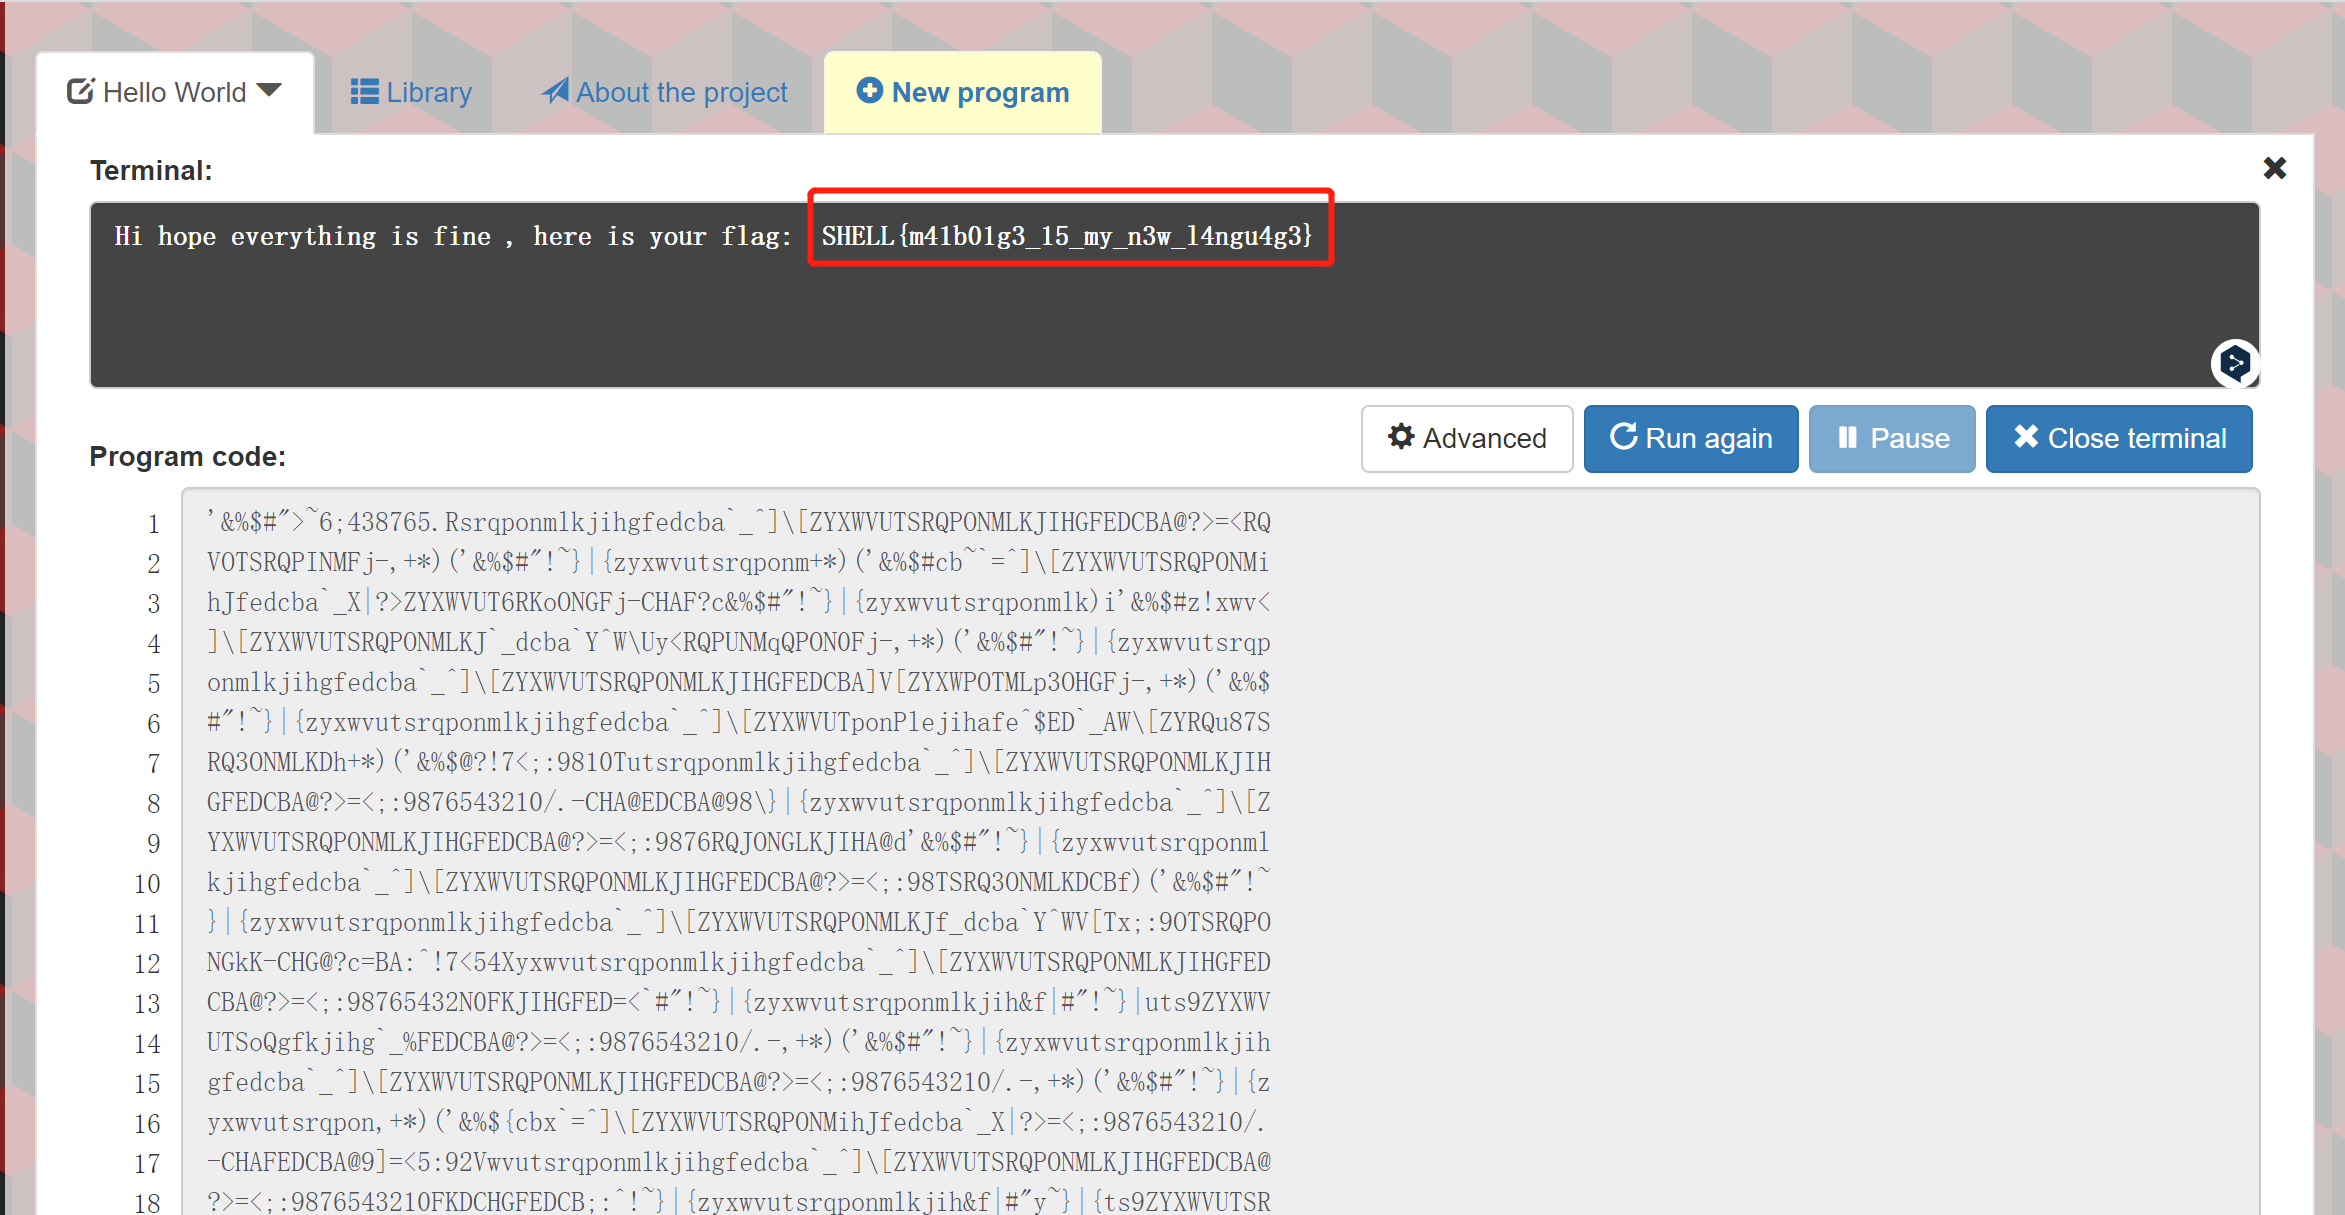 Hello World
Library
About the project
New program
Terminal:
Hi hope everything is fine , here is your flag: SHELL{m41b01g3_15_my_n3w_l4ngu4g3}
Advanced
Run again
Pause
Close terminal
Program code:
1 '&%$#">~6;438765.Rsrqponmlkjihgfedcba`_^]\[ZYXWVUTSRQPONMLKJIHGFEDCBA@?>=<RQ
2 VOTSRQPINMFj-,+*)('&%$#"!~}|{zyxwvutsrqponm+*)('&%$#cb~`=^]\[ZYXWVUTSRQPONMi
3 hJfedcba`_X|?>ZYXWVUT6RKoONGFj-CHAF?c&%$#"!~}|{zyxwvutsrqponmlk)i'&%$#z!xwv<
4 ]\[ZYXWVUTSRQPONMLKJ`_dcba`Y^W\Uy<RQPUNMqQPONOFj-,+*)('&%$#"!~}|{zyxwvutsrqp
5 onmlkjihgfedcba`_^]\[ZYXWVUTSRQPONMLKJIHGFEDCBA]V[ZYXWPOTMLp3OHGFj-,+*)('&%$
6 #"!~}|{zyxwvutsrqponmlkjihgfedcba`_^]\[ZYXWVUTponPlejihafe^$ED`_AW\[ZYRQu87S
7 RQ3ONMLKDh+*)('&%$@?!7<;:9810Tutsrqponmlkjihgfedcba`_^]\[ZYXWVUTSRQPONMLKJIH
8 GFEDCBA@?>=<;:9876543210/.-CHA@EDCBA@98\}|{zyxwvutsrqponmlkjihgfedcba`_^]\[Z
9 YXWVUTSRQPONMLKJIHGFEDCBA@?>=<;:9876RQJONGLKJIHA@d'&%$#"!~}|{zyxwvutsrqponml
10 kjihgfedcba`_^]\[ZYXWVUTSRQPONMLKJIHGFEDCBA@?>=<;:98TSRQ3ONMLKDCBf)('&%$#"!~
11 }|{zyxwvutsrqponmlkjihgfedcba`_^]\[ZYXWVUTSRQPONMLKJf_dcba`Y^WV[Tx;:9OTSRQPO
12 NGkK-CHG@?c=BA:^!7<54Xyxwvutsrqponmlkjihgfedcba`_^]\[ZYXWVUTSRQPONMLKJIHGFED
13 CBA@?>=<;:98765432NOFKJIHGFED=<`#"!~}|{zyxwvutsrqponmlkjih&f|#"!~}|uts9ZYXWV
14 UTSoQgfkjihg`_%FEDCBA@?>=<;:9876543210/.-,+*)('&%$#"!~}|{zyxwvutsrqponmlkjih
15 gfedcba`_^]\[ZYXWVUTSRQPONMLKJIHGFEDCBA@?>=<;:9876543210/.-,+*)('&%$#"!~}|{z
16 yxwvutsrqpon,+*)('&%${cbx`=^]\[ZYXWVUTSRQPONMihJfedcba`_X|?>=<;:9876543210/.
17 -CHAFEDCBA@9]=<5:92Vwvutsrqponmlkjihgfedcba`_^]\[ZYXWVUTSRQPONMLKJIHGFEDCBA@
18 ?>=<;:9876543210FKDCHGFEDCB;:^!~}|{zyxwvutsrqponmlkjih&f|#"y~}|{ts9ZYXWVUTSR